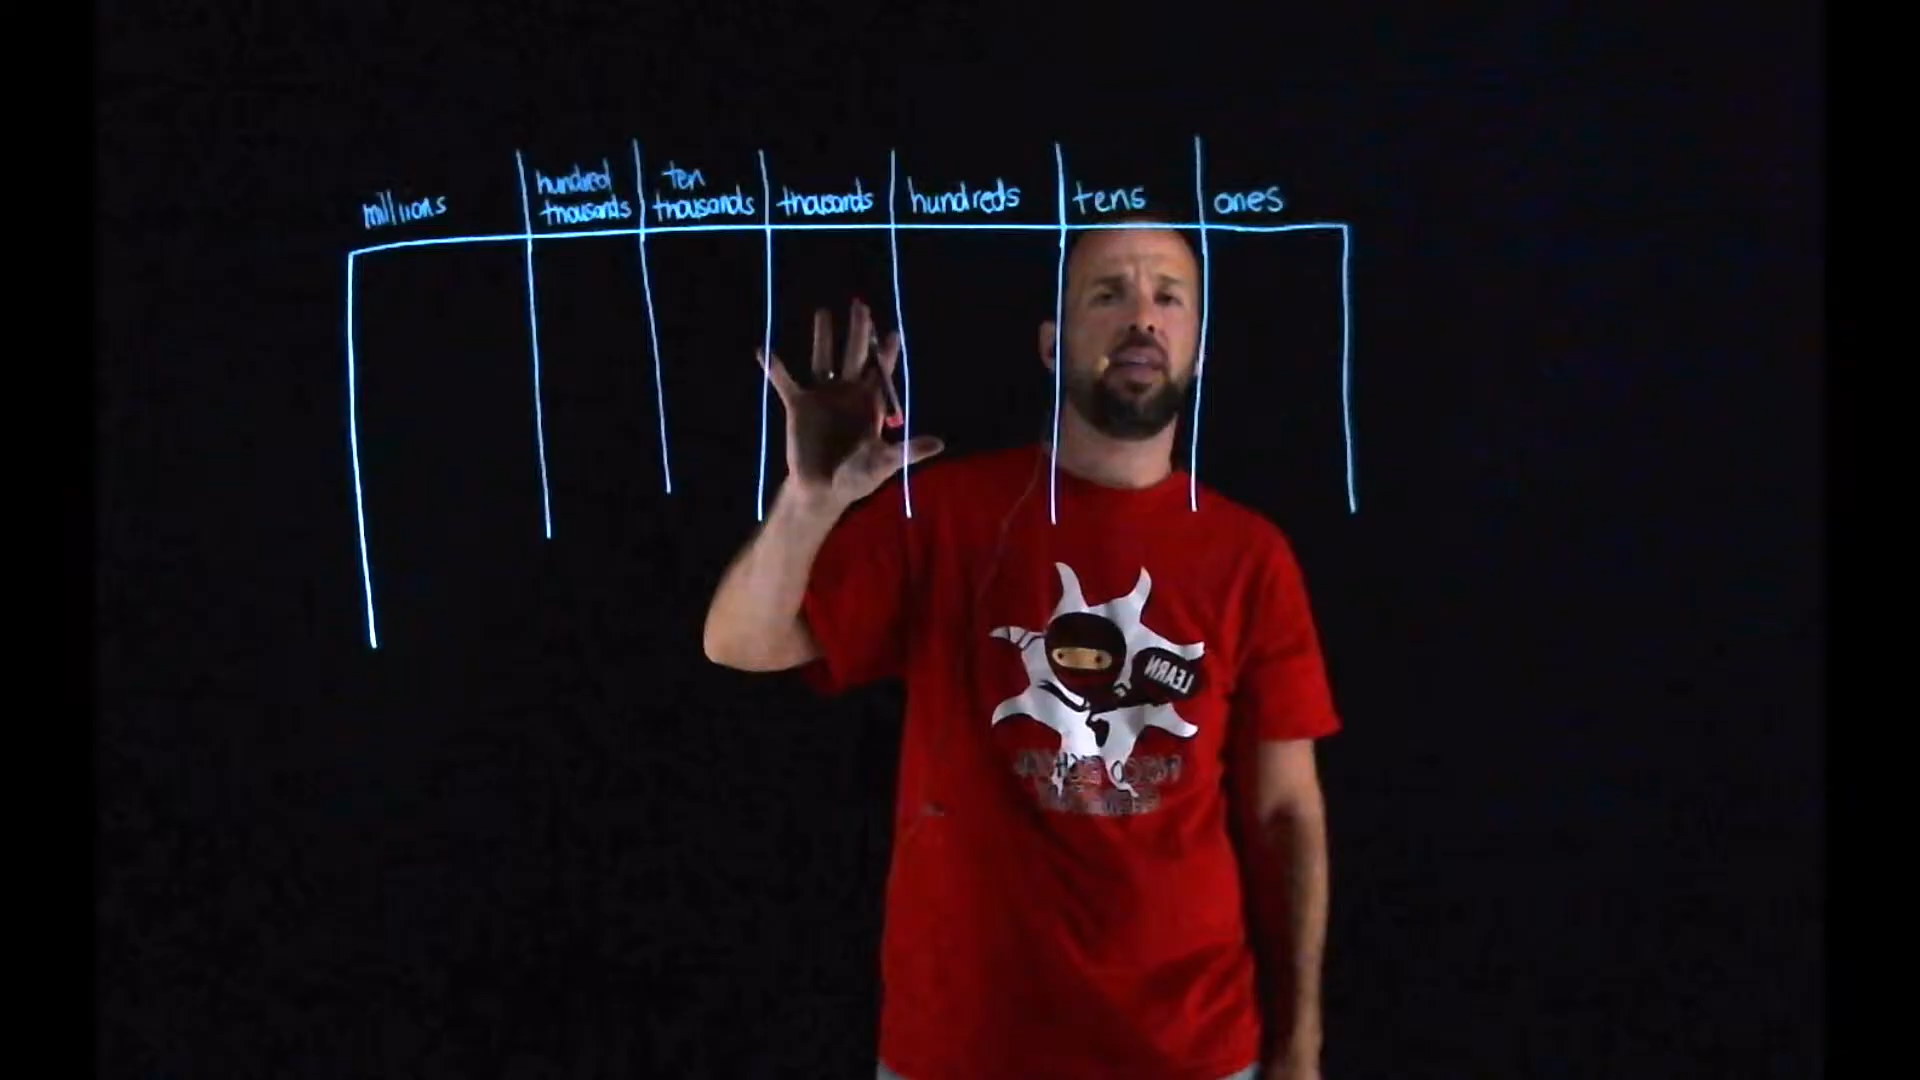 millions
hundred
thousands
ten
thousands
thousands
hundreds
tens
ones
LEARN